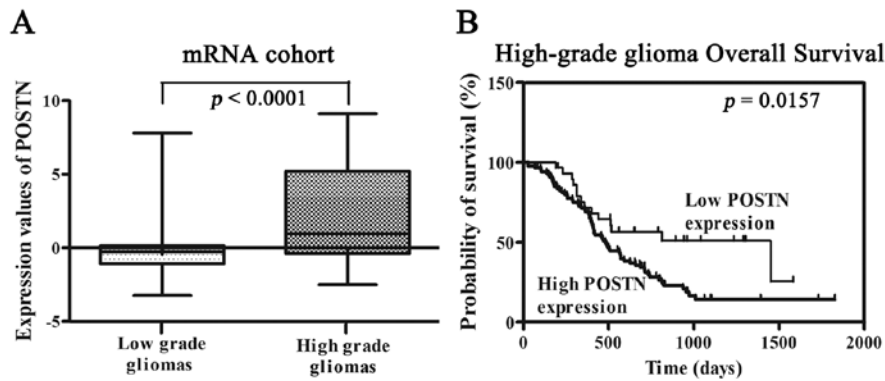 A
mRNA cohort
p < 0.0001
Expression values of POSTN
10
5
0
-5
Low grade
gliomas
High grade
gliomas
B
High-grade glioma Overall Survival
p = 0.0157
Probability of survival (%)
150
100
50
0
Low POSTN
expression
High POSTN
expression
0
500
1000
1500
2000
Time (days)